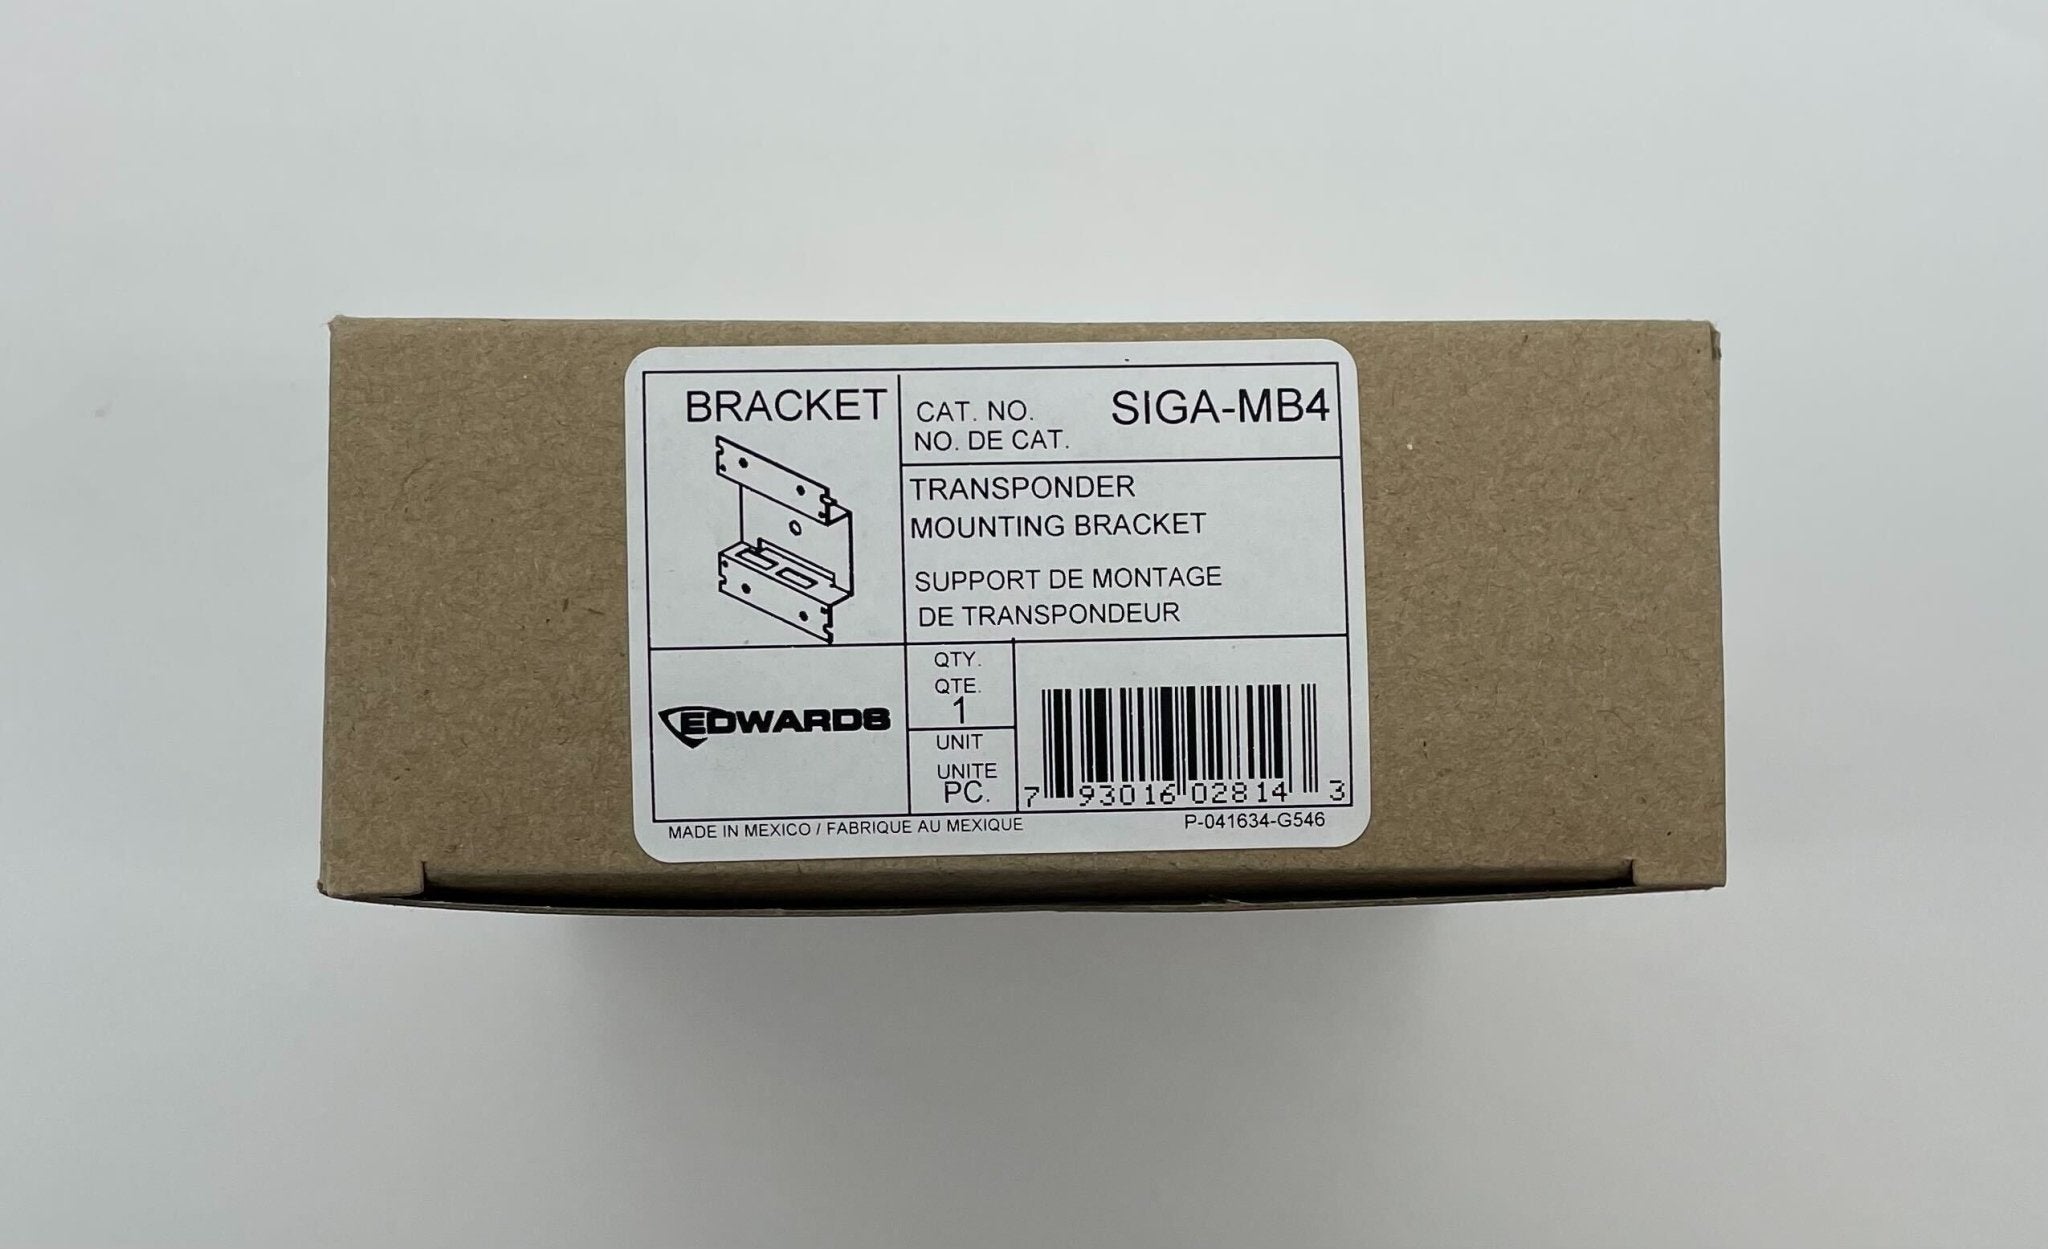 BRACKET
CAT. NO.
NO. DE CAT.
SIGA-MB4
TRANSPONDER
MOUNTING BRACKET
SUPPORT DE MONTAGE
DE TRANSPONDEUR
EDWARDS
QTY.
QTE.
1
UNIT
UNITE
PC.
7 93016 02814 3
MADE IN MEXICO / FABRIQUE AU MEXIQUE
P-041634-G546